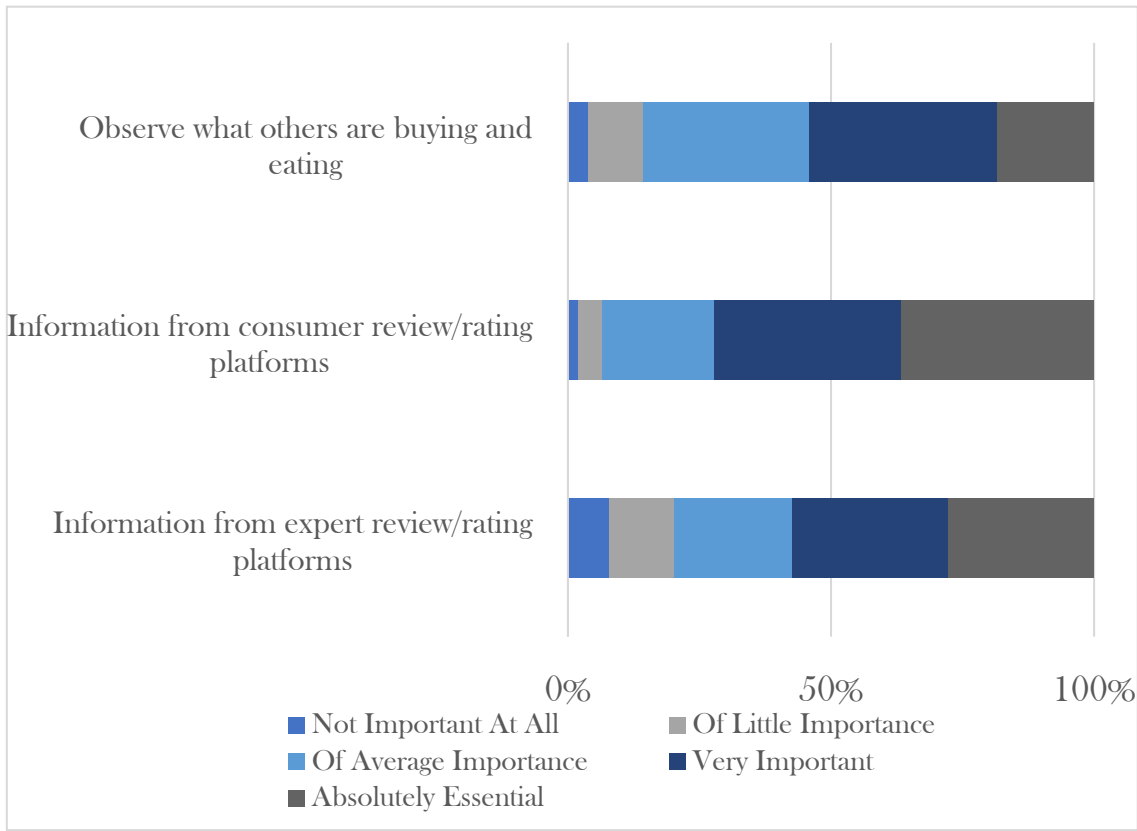 Observe what others are buying and
eating
Information from consumer review/rating
platforms
Information from expert review/rating
platforms
0% 50% 100%
Not Important At All Of Little Importance
Of Average Importance Very Important
Absolutely Essential